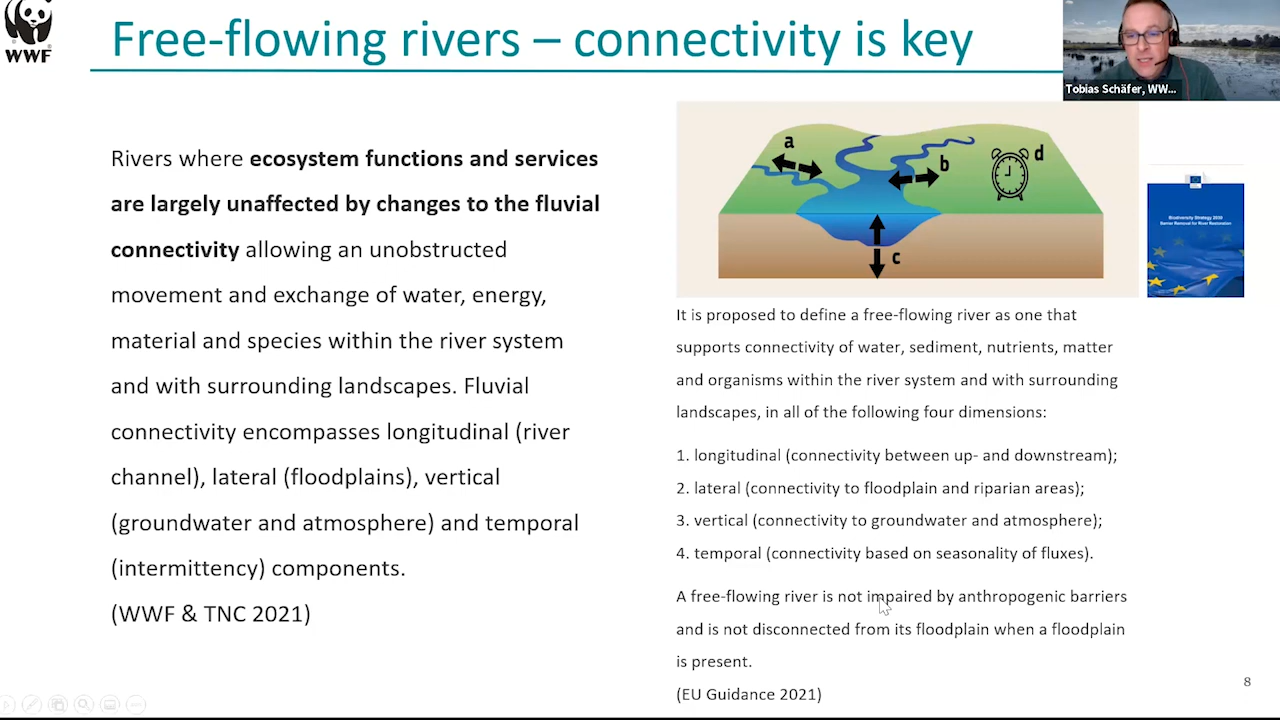 WWF
Free-flowing rivers – connectivity is key
Tobias Schäfer, WW...
Rivers where ecosystem functions and services
are largely unaffected by changes to the fluvial
connectivity allowing an unobstructed
movement and exchange of water, energy,
material and species within the river system
and with surrounding landscapes. Fluvial
connectivity encompasses longitudinal (river
channel), lateral (floodplains), vertical
(groundwater and atmosphere) and temporal
(intermittency) components.
(WWF & TNC 2021)
a
b
d
c
Biodiversity Strategy 2030
Barrier Removal for River Restoration
It is proposed to define a free-flowing river as one that
supports connectivity of water, sediment, nutrients, matter
and organisms within the river system and with surrounding
landscapes, in all of the following four dimensions:
1. longitudinal (connectivity between up- and downstream);
2. lateral (connectivity to floodplain and riparian areas);
3. vertical (connectivity to groundwater and atmosphere);
4. temporal (connectivity based on seasonality of fluxes).
A free-flowing river is not impaired by anthropogenic barriers
and is not disconnected from its floodplain when a floodplain
is present.
(EU Guidance 2021)
8